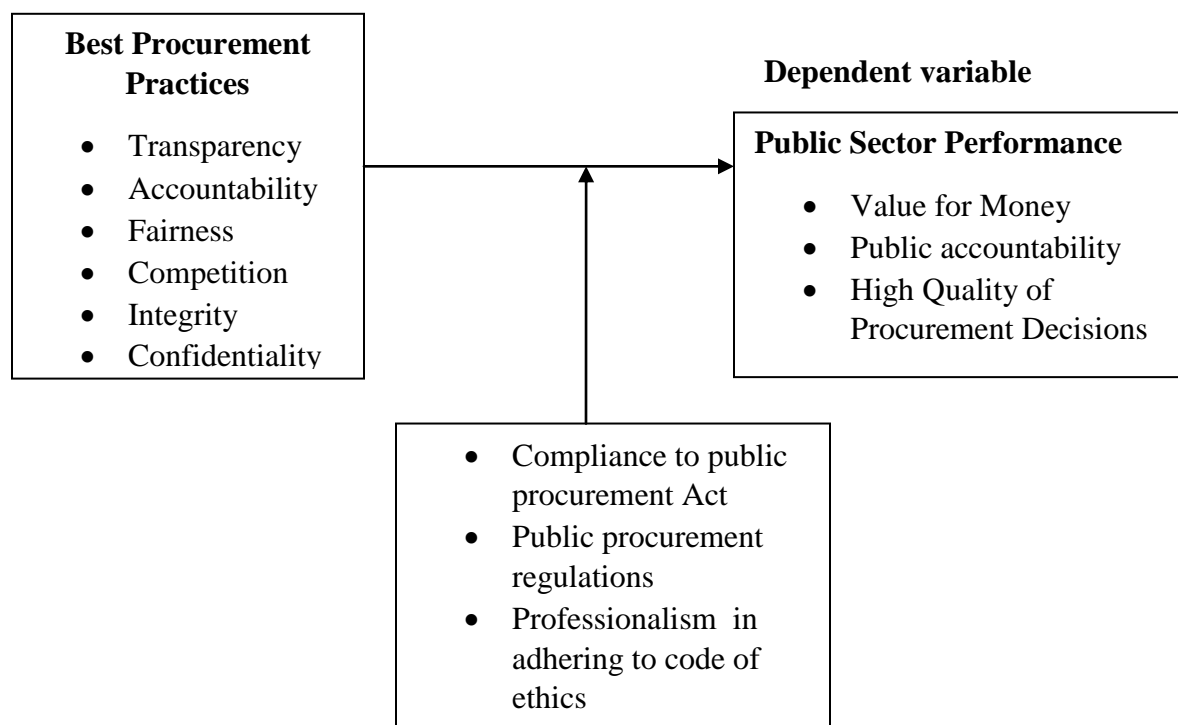 Best Procurement
Practices
• Transparency
• Accountability
• Fairness
• Competition
• Integrity
• Confidentiality
Dependent variable
Public Sector Performance
• Value for Money
• Public accountability
• High Quality of
Procurement Decisions
• Compliance to public
procurement Act
• Public procurement
regulations
• Professionalism in
adhering to code of
ethics